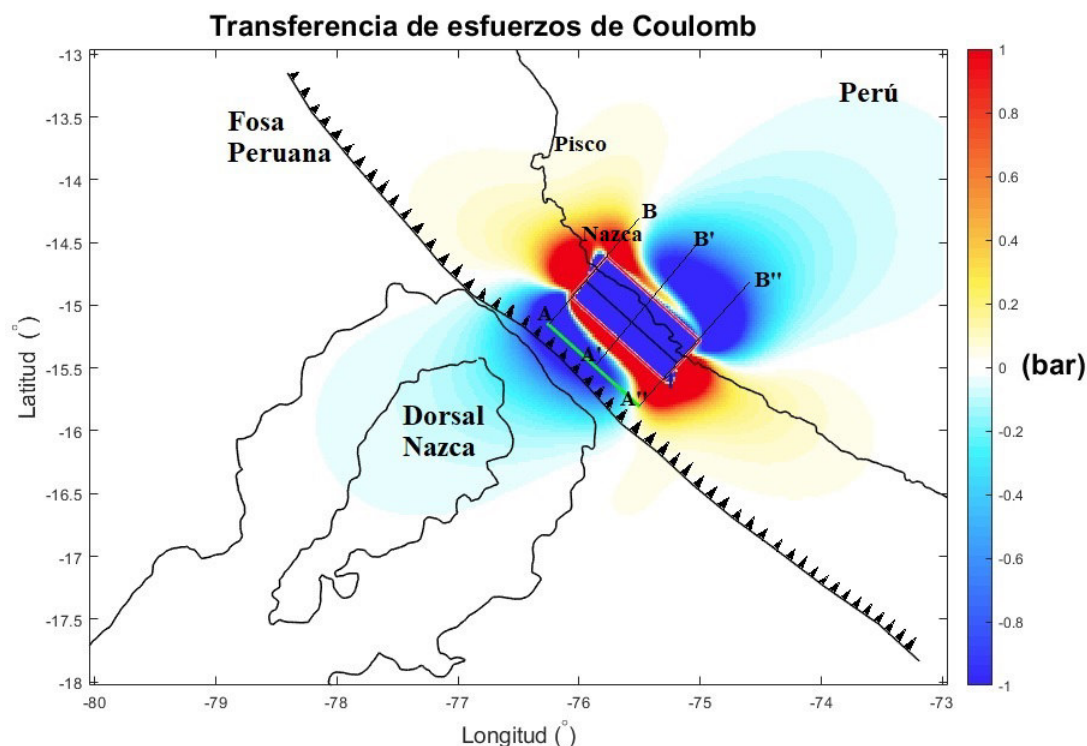 Transferencia de esfuerzos de Coulomb
-13
-13.5
-14
-14.5
-15
-15.5
-16
-16.5
-17
-17.5
-18
Latitud (°)
-80
-79
-78
-77
-76
-75
-74
-73
Longitud (°)
Fosa
Peruana
Perú
Pisco
B
Nazca
B'
B"
A
A'
A"
Dorsal
Nazca
1
0.8
0.6
0.4
0.2
0
-0.2
-0.4
-0.6
-0.8
-1
(bar)